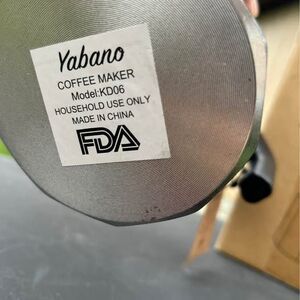 Yabano
COFFEE MAKER
Model:KD06
HOUSEHOLD USE ONLY
MADE IN CHINA
FDA